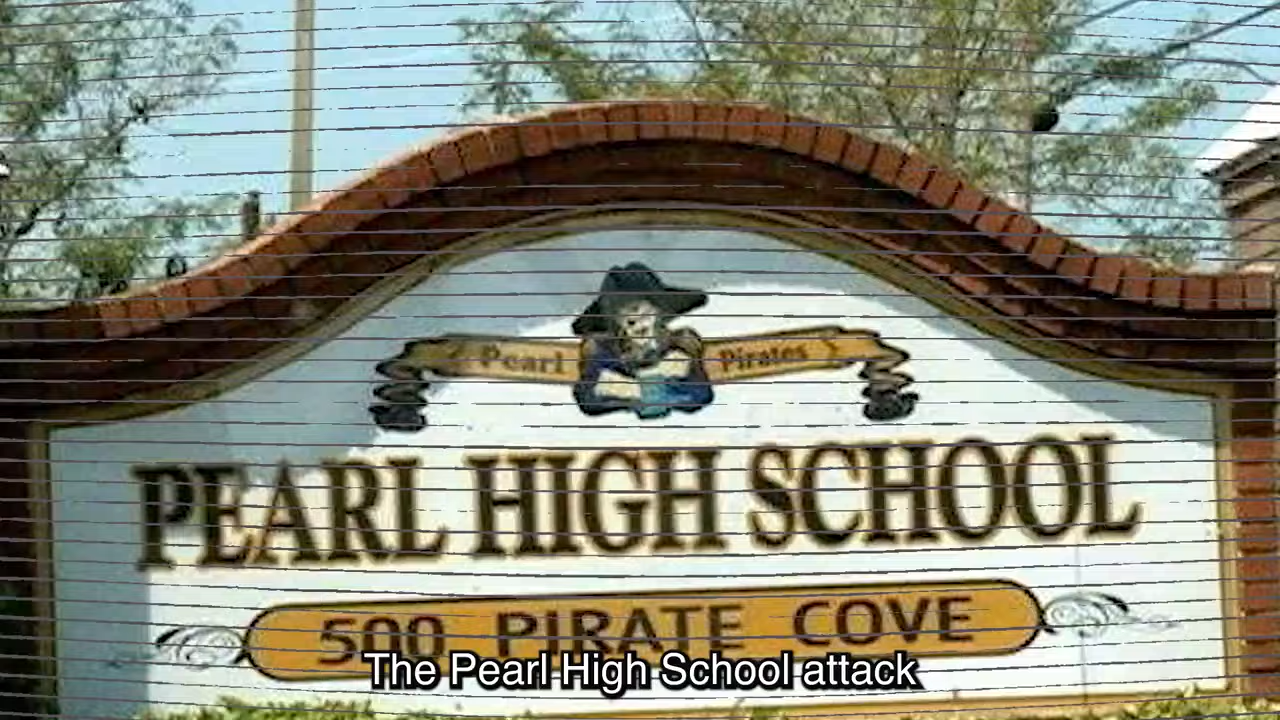 Pearl Pirates
PEARL HIGH SCHOOL
500 PIRATE COVE
The Pearl High School attack